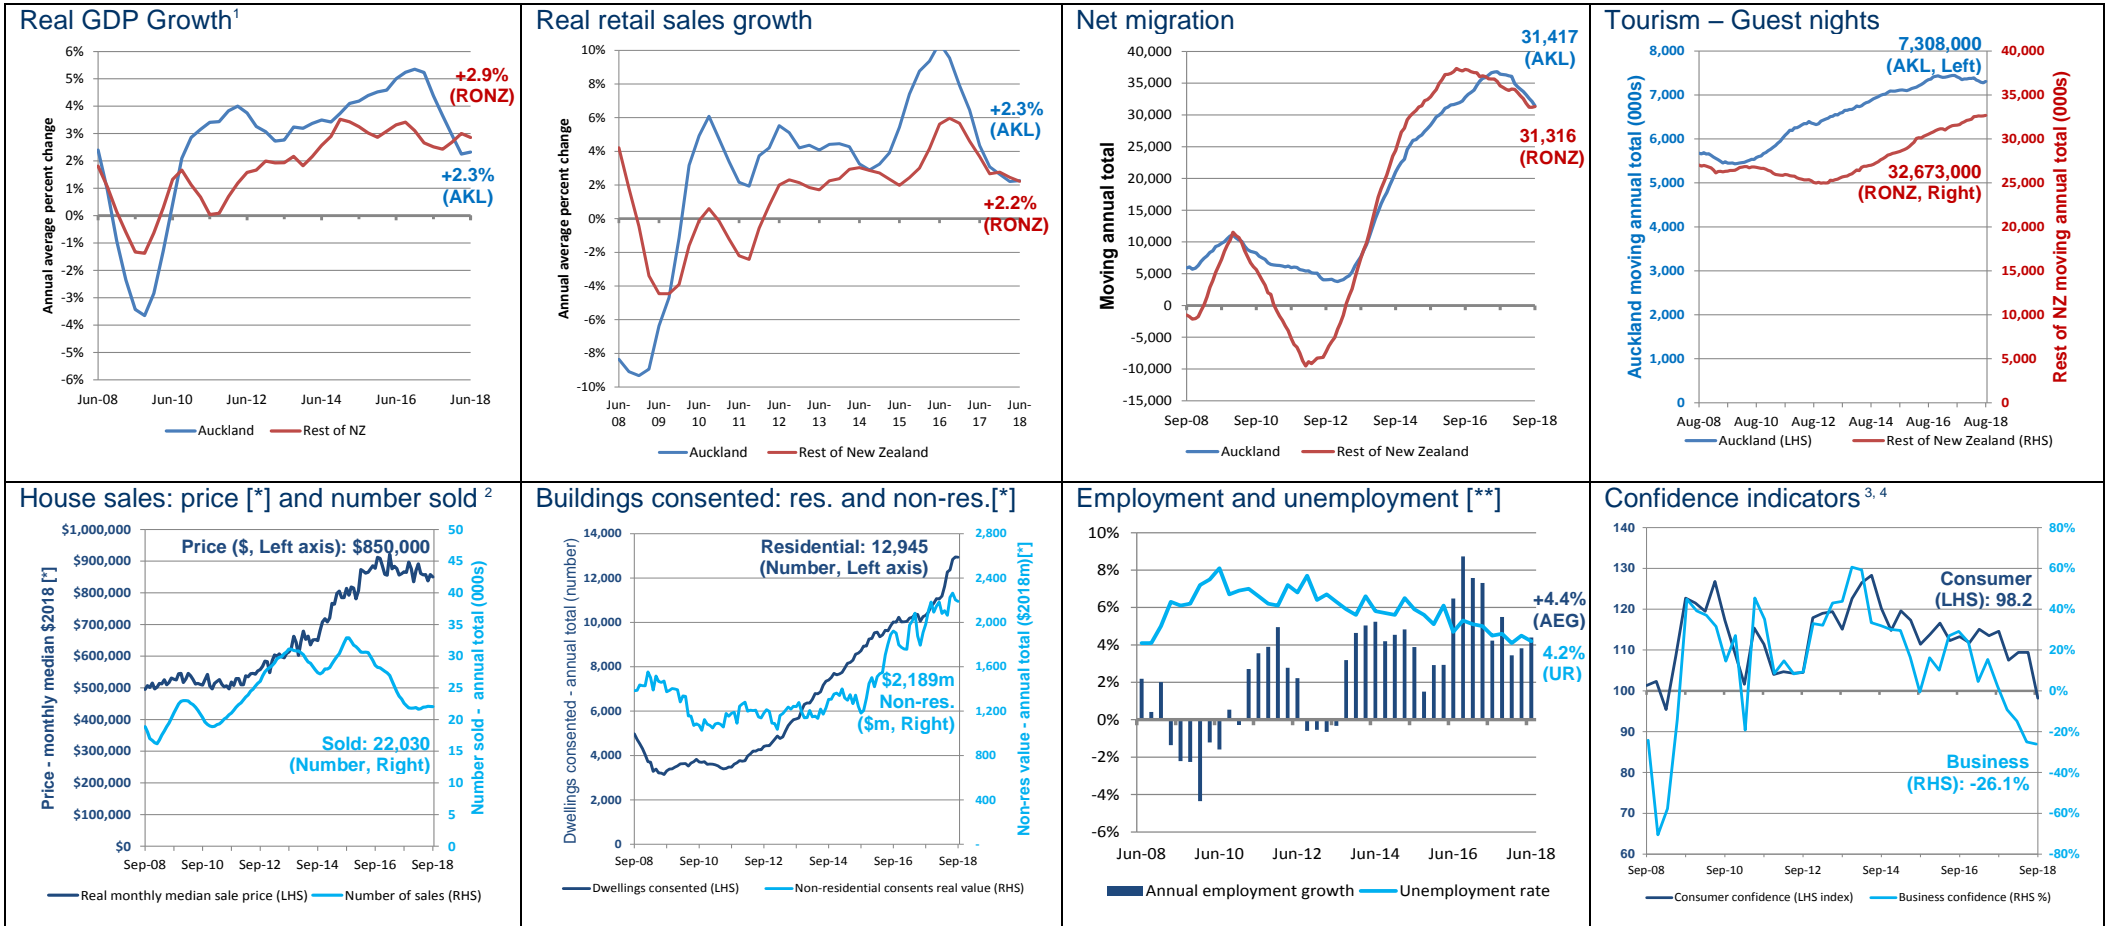 Real GDP Growth1
6%
5%
4%
3%
2%
1%
0%
-1%
-2%
-3%
-4%
-5%
-6%
Annual average percent change
+2.9%
(RONZ)
+2.3%
(AKL)
Jun-08
Jun-10
Jun-12
Jun-14
Jun-16
Jun-18
Auckland
Rest of NZ
Real retail sales growth
10%
8%
6%
4%
2%
0%
-2%
-4%
-6%
-8%
-10%
Annual average percent change
+2.3%
(AKL)
+2.2%
(RONZ)
Jun-
08
Jun-
09
Jun-
10
Jun-
11
Jun-
12
Jun-
13
Jun-
14
Jun-
15
Jun-
16
Jun-
17
Jun-
18
Auckland
Rest of New Zealand
Net migration
40,000
35,000
30,000
25,000
20,000
15,000
10,000
5,000
0
-5,000
-10,000
-15,000
Moving annual total
31,417
(AKL)
31,316
(RONZ)
Sep-08
Sep-10
Sep-12
Sep-14
Sep-16
Sep-18
Auckland
Rest of New Zealand
Tourism – Guest nights
8,000
7,000
6,000
5,000
4,000
3,000
2,000
1,000
0
Auckland moving annual total (000s)
7,308,000
(AKL, Left)
32,673,000
(RONZ, Right)
40,000
35,000
30,000
25,000
20,000
15,000
10,000
5,000
0
Rest of NZ moving annual total (000s)
Aug-08
Aug-10
Aug-12
Aug-14
Aug-16
Aug-18
Auckland (LHS)
Rest of New Zealand (RHS)
House sales: price [*] and number sold 2
$1,000,000
$900,000
$800,000
$700,000
$600,000
$500,000
$400,000
$300,000
$200,000
$100,000
$0
Price - monthly median $2018 [*]
Price ($, Left axis): $850,000
Sold: 22,030
(Number, Right)
50
45
40
35
30
25
20
15
10
5
0
Number sold - annual total (000s)
Sep-08
Sep-10
Sep-12
Sep-14
Sep-16
Sep-18
Real monthly median sale price (LHS)
Number of sales (RHS)
Buildings consented: res. and non-res.[*]
14,000
12,000
10,000
8,000
6,000
4,000
2,000
0
Dwellings consented - annual total (number)
Residential: 12,945
(Number, Left axis)
$2,189m
Non-res.
($m, Right)
2,800
2,400
2,000
1,600
1,200
800
400
-
Non-res value - annual total ($2018m)[*]
Sep-08
Sep-10
Sep-12
Sep-14
Sep-16
Sep-18
Dwellings consented (LHS)
Non-residential consents real value (RHS)
Employment and unemployment [**]
10%
8%
6%
4%
2%
0%
-2%
-4%
-6%
+4.4%
(AEG)
4.2%
(UR)
Jun-08
Jun-10
Jun-12
Jun-14
Jun-16
Jun-18
Annual employment growth
Unemployment rate
Confidence indicators 3, 4
140
130
120
110
100
90
80
70
60
Consumer
(LHS): 98.2
Business
(RHS): -26.1%
80%
60%
40%
20%
0%
-20%
-40%
-60%
-80%
Sep-08
Sep-10
Sep-12
Sep-14
Sep-16
Sep-18
Consumer confidence (LHS index)
Business confidence (RHS %)